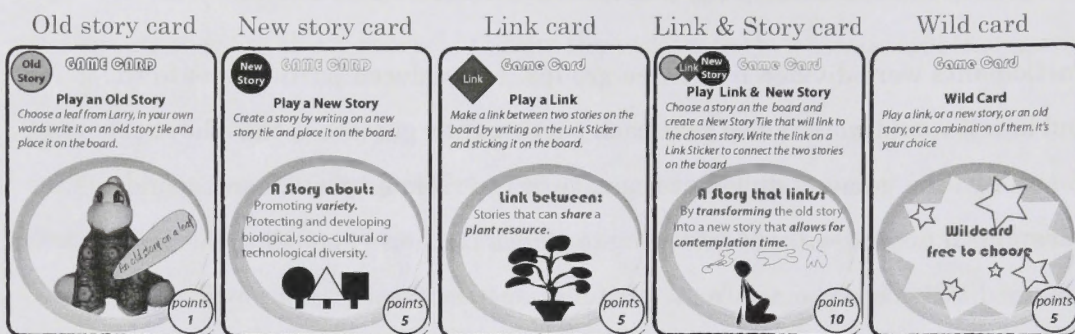 Old story card
Old
Story
GAME CARD
Play an Old Story
Choose a leaf from Larry, in your own
words write it on an old story tile and
place it on the board.
An old story on a leaf
points
1
New story card
New
Story
GAME CARD
Play a New Story
Create a story by writing on a new
story tile and place it on the board.
A Story about:
Promoting variety.
Protecting and developing
biological, socio-cultural or
technological diversity.
points
5
Link card
Link
Game Card
Play a Link
Make a link between two stories on the
board by writing on the Link Sticker
and sticking it on the board.
Link between:
Stories that can share a
plant resource.
points
5
Link & Story card
Link
New
Story
Game Card
Play Link & New Story
Choose a story on the board and
create a New Story Tile that will link to
the chosen story. Write the link on a
Link Sticker to connect the two stories
on the board
A Story that links:
By transforming the old story
into a new story that allows for
contemplation time.
points
10
Wild card
Game Card
Wild Card
Play a link, or a new story, or an old
story, or a combination of them. it's
your choice
Wildcard
free to choose
points
5